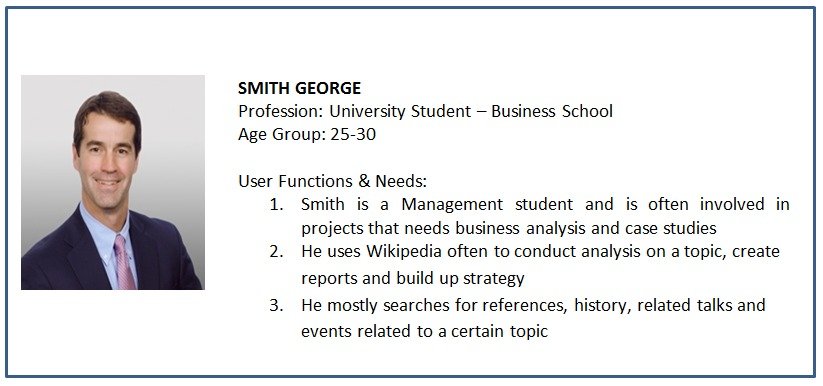 SMITH GEORGE
Profession: University Student – Business School
Age Group: 25-30
User Functions & Needs:
1. Smith is a Management student and is often involved in
projects that needs business analysis and case studies
2. He uses Wikipedia often to conduct analysis on a topic, create
reports and build up strategy
3. He mostly searches for references, history, related talks and
events related to a certain topic